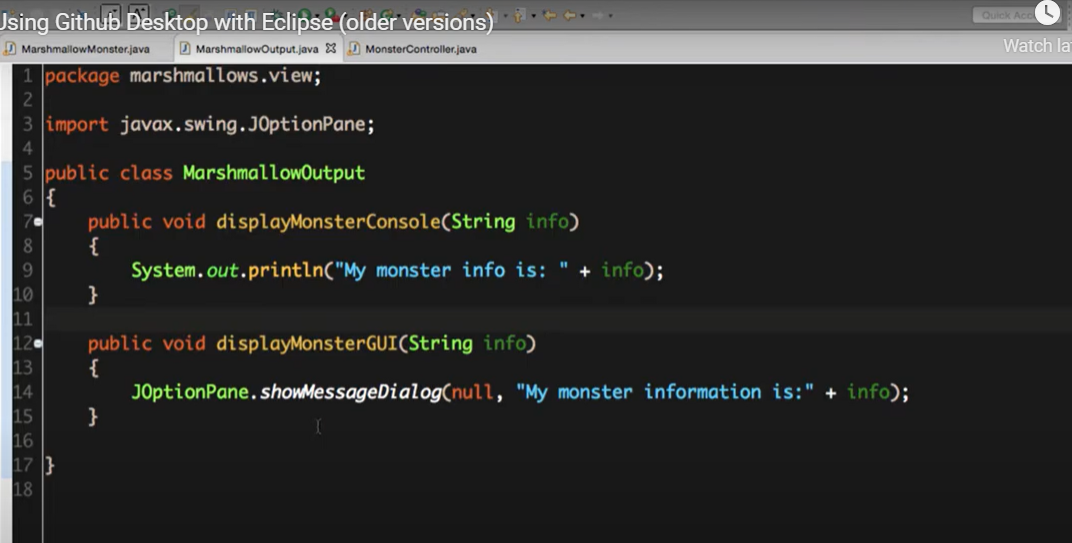 Using Github Desktop with Eclipse (older versions)
Quick Acc
Watch la
MarshmallowMonster.java MarshmallowOutput.java MonsterController.java
1 package marshmallows.view;
2
3 import javax.swing.JOptionPane;
4
5 public class MarshmallowOutput
6 {
7 public void displayMonsterConsole(String info)
8 {
9 System.out.println("My monster info is: " + info);
10 }
11
12 public void displayMonsterGUI(String info)
13 {
14 JOptionPane.showMessageDialog(null, "My monster information is:" + info);
15 }
16
17 }
18